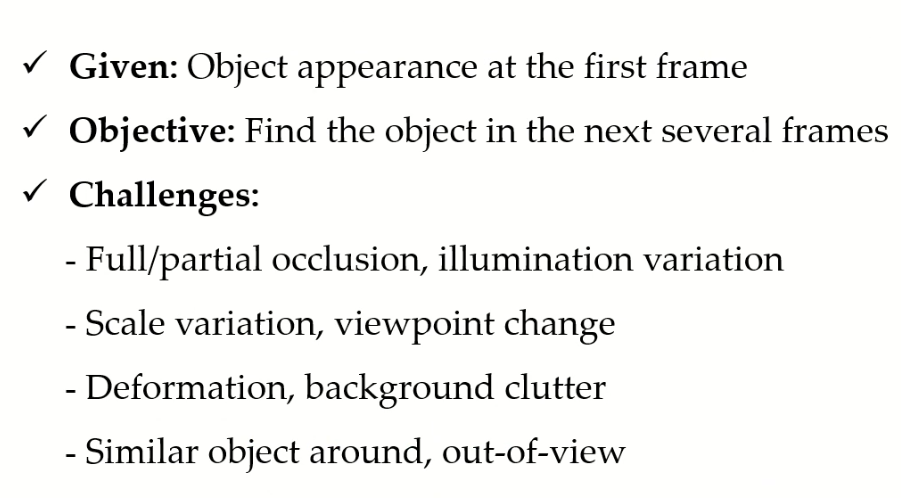 ✓ Given: Object appearance at the first frame
✓ Objective: Find the object in the next several frames
✓ Challenges:
- Full/partial occlusion, illumination variation
- Scale variation, viewpoint change
- Deformation, background clutter
- Similar object around, out-of-view